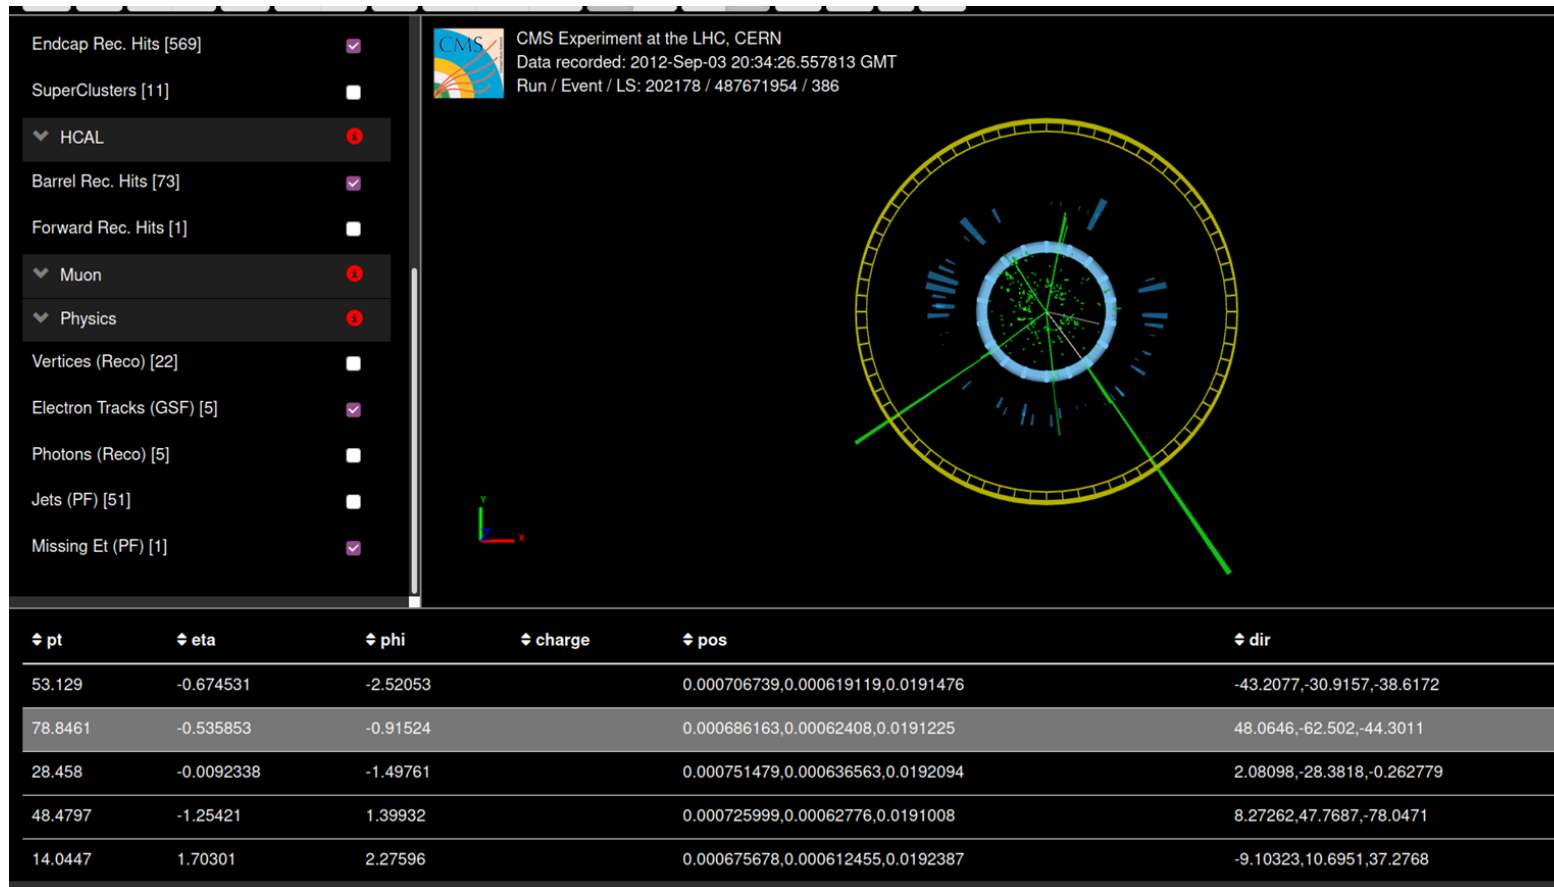 Endcap Rec. Hits [569]
SuperClusters [11]
HCAL
Barrel Rec. Hits [73]
Forward Rec. Hits [1]
Muon
Physics
Vertices (Reco) [22]
Electron Tracks (GSF) [5]
Photons (Reco) [5]
Jets (PF) [51]
Missing Et (PF) [1]
CMS
CMS Experiment at the LHC, CERN
Data recorded: 2012-Sep-03 20:34:26.557813 GMT
Run / Event / LS: 202178 / 487671954 / 386
Y
Z
X
pt eta phi charge pos dir
53.129 -0.674531 -2.52053 0.000706739,0.000619119,0.0191476 -43.2077,-30.9157,-38.6172
78.8461 -0.535853 -0.91524 0.000686163,0.00062408,0.0191225 48.0646,-62.502,-44.3011
28.458 -0.0092338 -1.49761 0.000751479,0.000636563,0.0192094 2.08098,-28.3818,-0.262779
48.4797 -1.25421 1.39932 0.000725999,0.00062776,0.0191008 8.27262,47.7687,-78.0471
14.0447 1.70301 2.27596 0.000675678,0.000612455,0.0192387 -9.10323,10.6951,37.2768